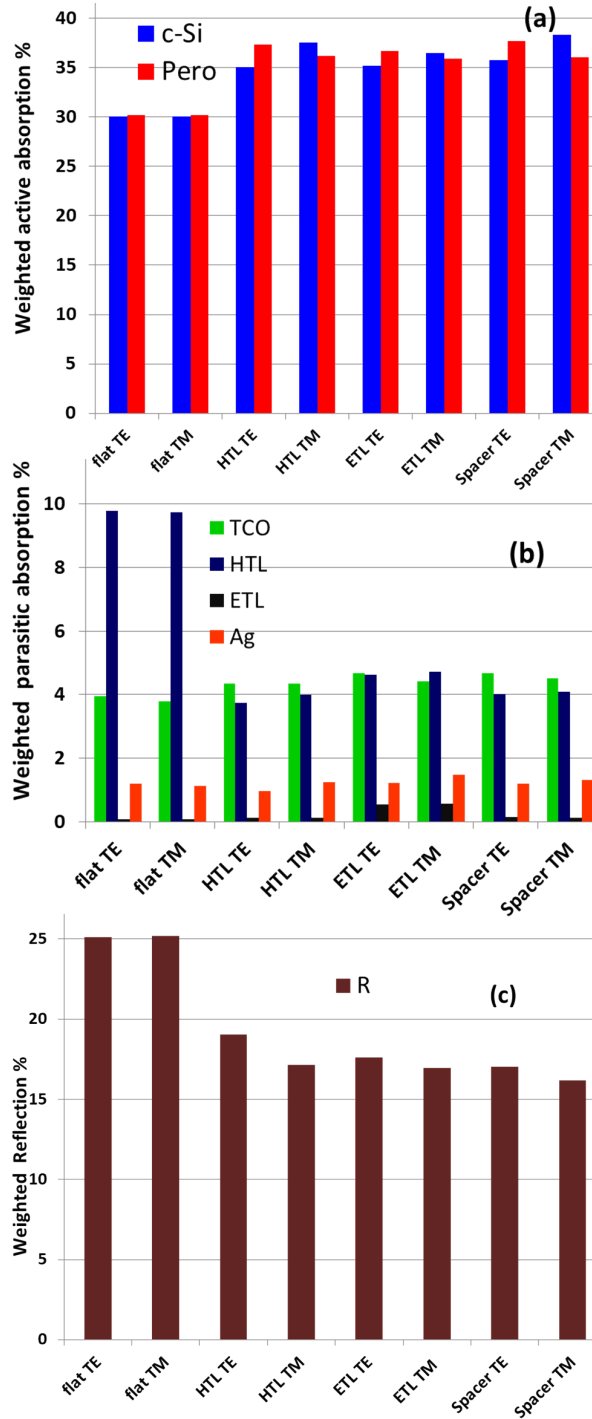 (a)
c-Si
Pero
Weighted active absorption %
40
35
30
25
20
15
10
5
0
flat TE
flat TM
HTL TE
HTL TM
ETL TE
ETL TM
Spacer TE
Spacer TM
(b)
TCO
HTL
ETL
Ag
Weighted parasitic absorption %
10
8
6
4
2
0
flat TE
flat TM
HTL TE
HTL TM
ETL TE
ETL TM
Spacer TE
Spacer TM
(c)
R
Weighted Reflection %
25
20
15
10
5
0
flat TE
flat TM
HTL TE
HTL TM
ETL TE
ETL TM
Spacer TE
Spacer TM